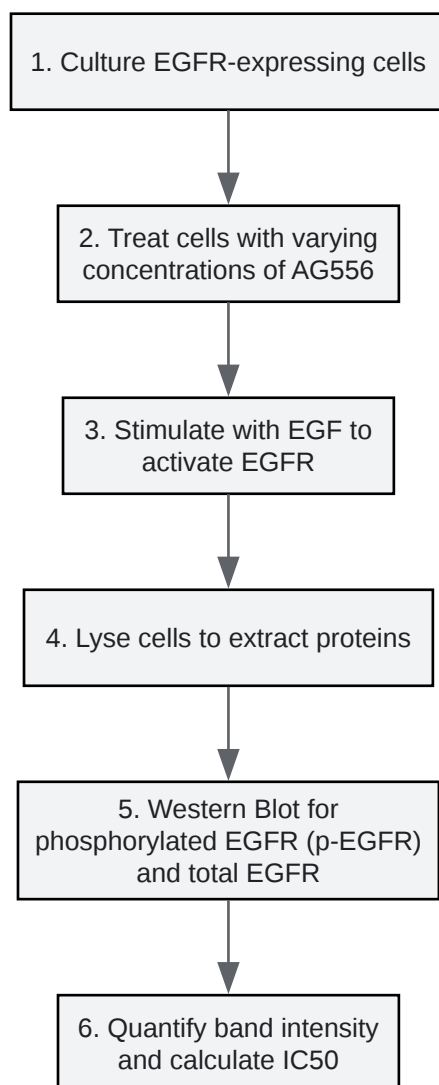 1. Culture EGFR-expressing cells
2. Treat cells with varying
concentrations of AG556
3. Stimulate with EGF to
activate EGFR
4. Lyse cells to extract proteins
5. Western Blot for
phosphorylated EGFR (p-EGFR)
and total EGFR
6. Quantify band intensity
and calculate IC50